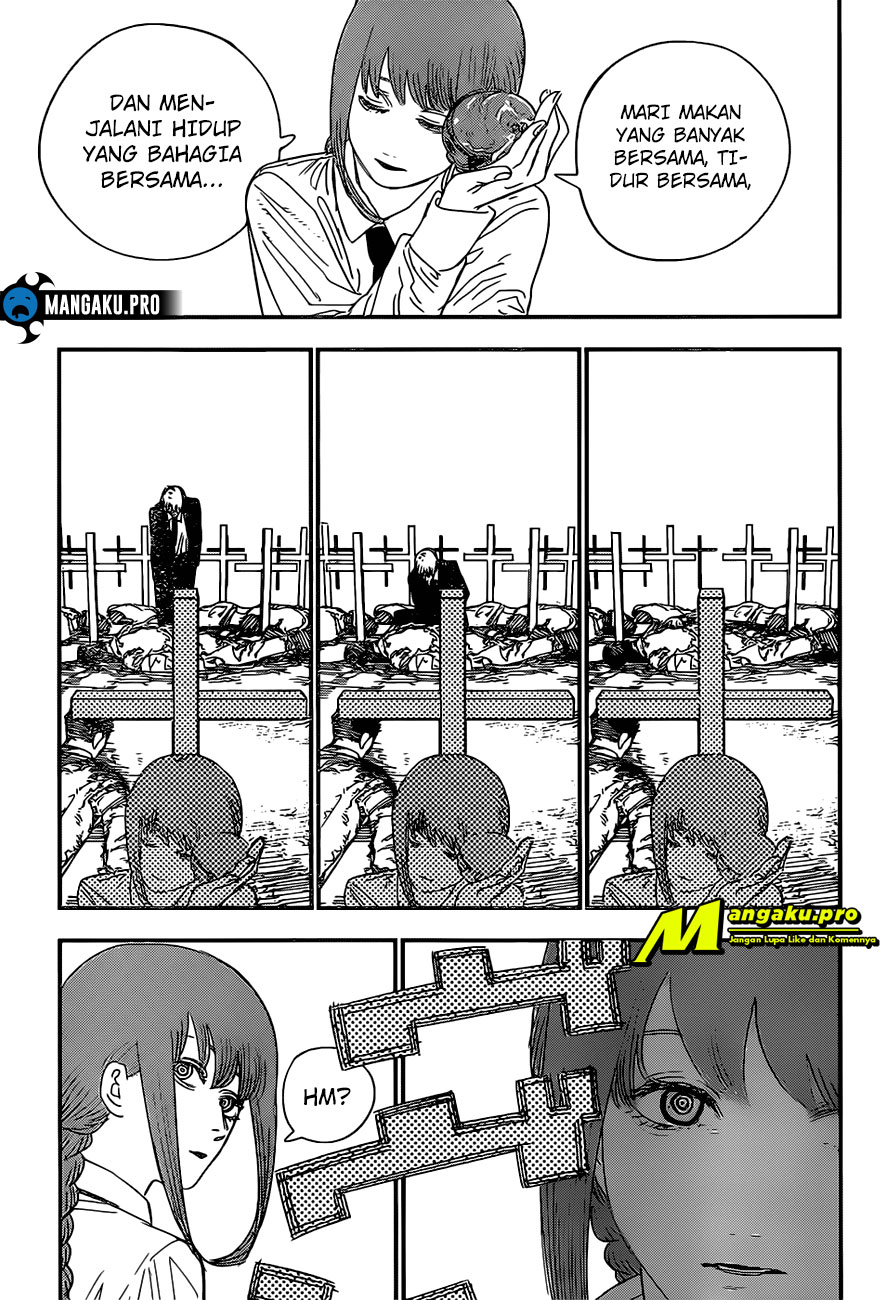 MARI MAKAN
YANG BANYAK
BERSAMA, TI-
DUR BERSAMA,
DAN MEN-
JALANI HIDUP
YANG BAHAGIA
BERSAMA...
MANGAKU.PRO
Mangaku.pro
Jangan Lupa Like dan Komennya
HM?